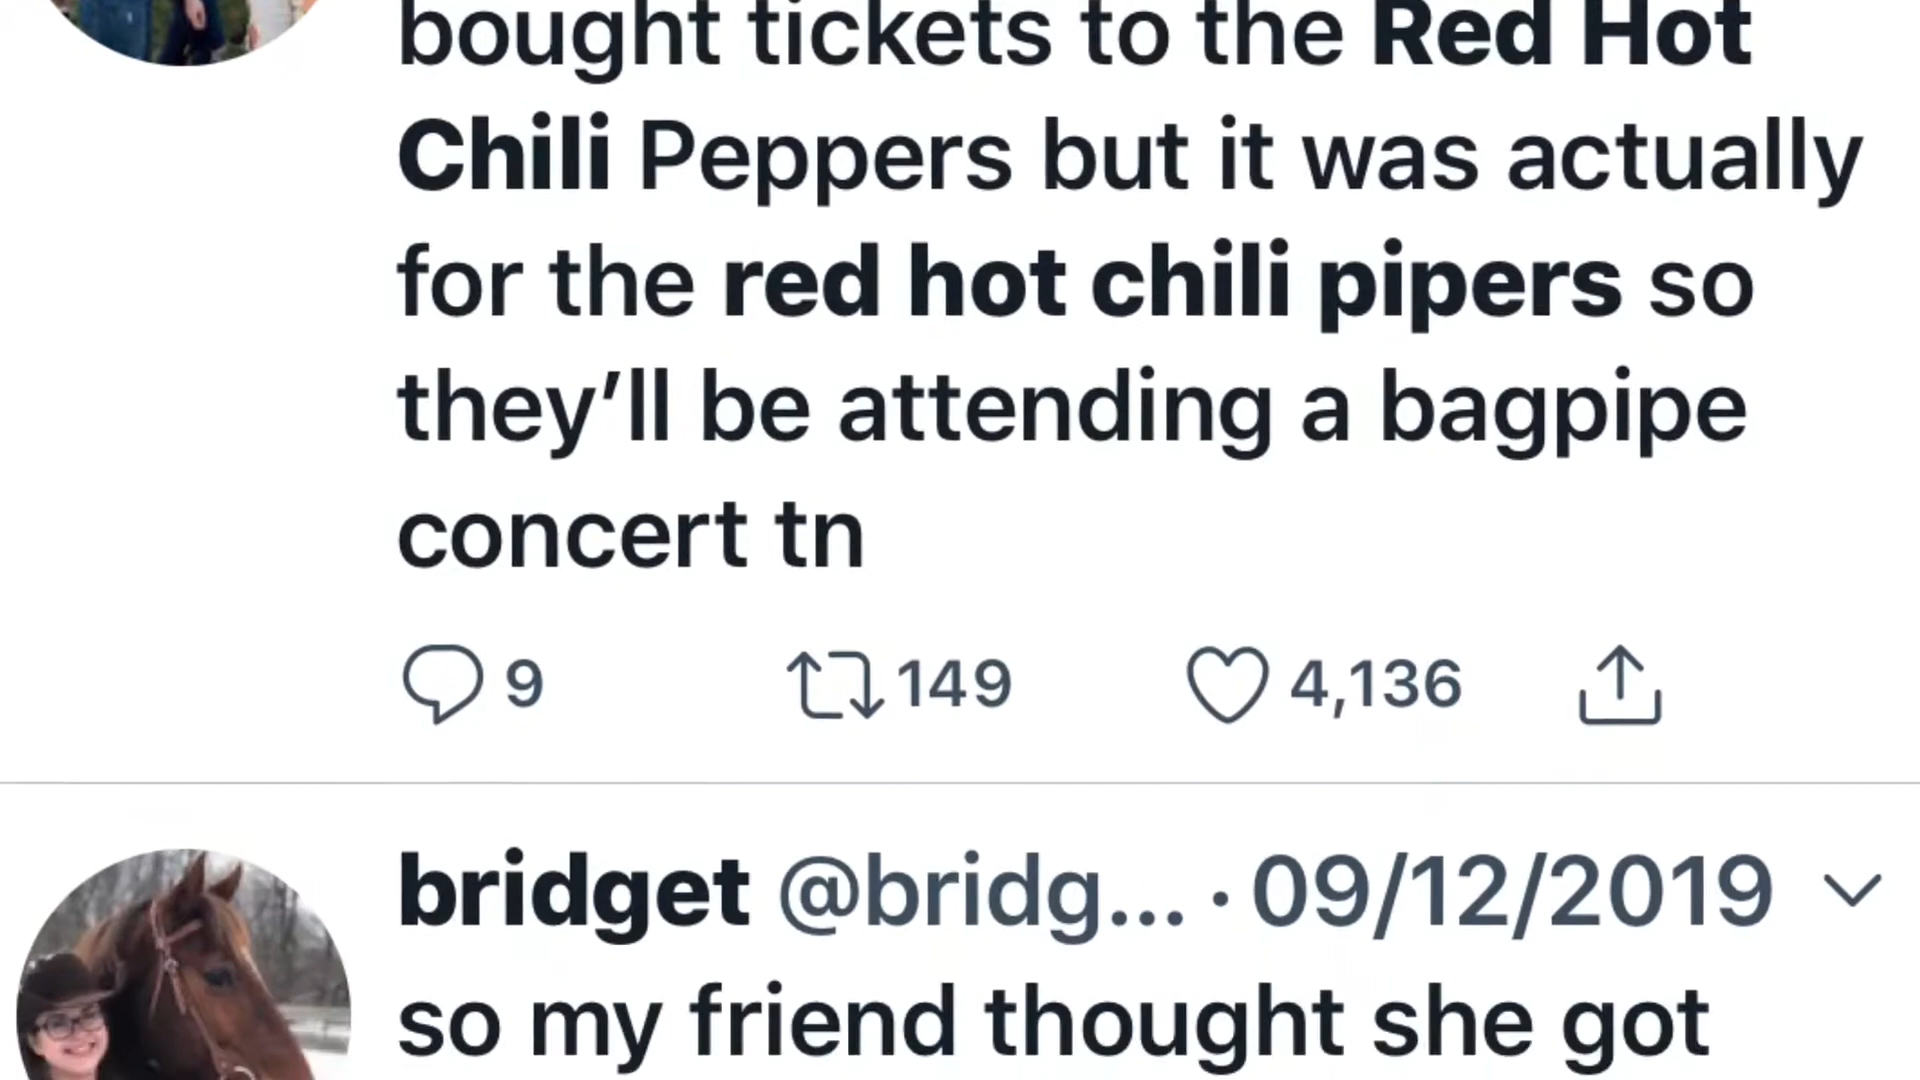 bought tickets to the Red Hot
Chili Peppers but it was actually
for the red hot chili pipers so
they’ll be attending a bagpipe
concert tn
9 149 4,136
bridget @bridg... · 09/12/2019
so my friend thought she got